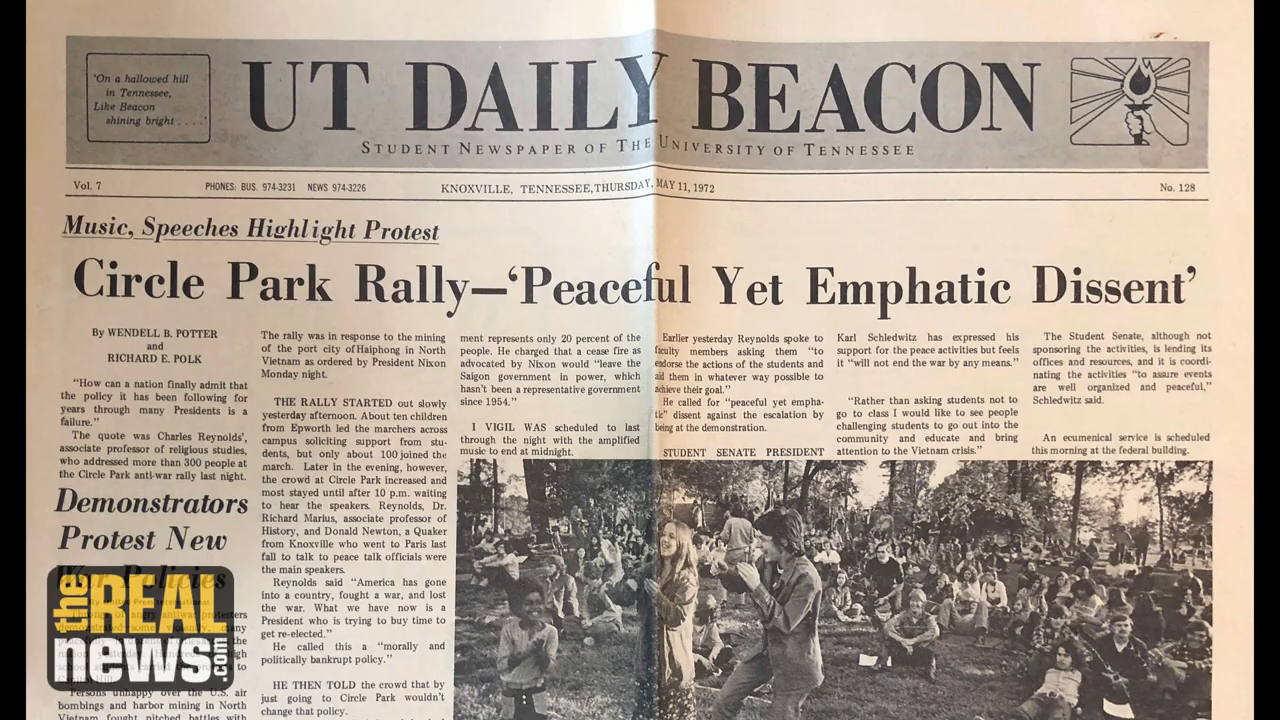 'On a hallowed hill
in Tennessee,
Like Beacon
shining bright . . . .'
UT DAILY BEACON
STUDENT NEWSPAPER OF THE UNIVERSITY OF TENNESSEE
Vol. 7 PHONES: BUS. 974-3231 NEWS 974-3226 KNOXVILLE, TENNESSEE, THURSDAY, MAY 11, 1972 No. 128
Music, Speeches Highlight Protest
Circle Park Rally—'Peaceful Yet Emphatic Dissent'
By WENDELL B. POTTER
and
RICHARD E. POLK
"How can a nation finally admit that
the policy it has been following for
years through many Presidents is a
failure."
The quote was Charles Reynolds',
associate professor of religious studies,
who addressed more than 300 people at
the Circle Park anti-war rally last night.
Demonstrators
Protest New
War Policies
By United Press International
protesters
many
the
high
to
Persons unhappy over the U.S. air
bombings and harbor mining in North
Vietnam fought pitched battles with
The rally was in response to the mining
of the port city of Haiphong in North
Vietnam as ordered by President Nixon
Monday night.
THE RALLY STARTED out slowly
yesterday afternoon. About ten children
from Epworth led the marchers across
campus soliciting support from stu-
dents, but only about 100 joined the
march. Later in the evening, however,
the crowd at Circle Park increased and
most stayed until after 10 p.m. waiting
to hear the speakers. Reynolds, Dr.
Richard Marius, associate professor of
History, and Donald Newton, a Quaker
from Knoxville who went to Paris last
fall to talk to peace talk officials were
the main speakers.
Reynolds said "America has gone
into a country, fought a war, and lost
the war. What we have now is a
President who is trying to buy time to
get re-elected."
He called this a "morally and
politically bankrupt policy."
HE THEN TOLD the crowd that by
just going to Circle Park wouldn't
change that policy.
ment represents only 20 percent of the
people. He charged that a cease fire as
advocated by Nixon would "leave the
Saigon government in power, which
hasn't been a representative government
since 1954."
I VIGIL WAS scheduled to last
through the night with the amplified
music to end at midnight.
Earlier yesterday Reynolds spoke to
faculty members asking them "to
endorse the actions of the students and
aid them in whatever way possible to
achieve their goal."
He called for "peaceful yet empha-
tic" dissent against the escalation by
being at the demonstration.
STUDENT SENATE PRESIDENT
Karl Schledwitz has expressed his
support for the peace activities but feels
it "will not end the war by any means."
"Rather than asking students not to
go to class I would like to see people
challenging students to go out into the
community and educate and bring
attention to the Vietnam crisis."
The Student Senate, although not
sponsoring the activities, is lending its
offices and resources, and it is coordi-
nating the activities "to assure events
are well organized and peaceful,"
Schledwitz said.
An ecumenical service is scheduled
this morning at the federal building.
the
REAL
news.com